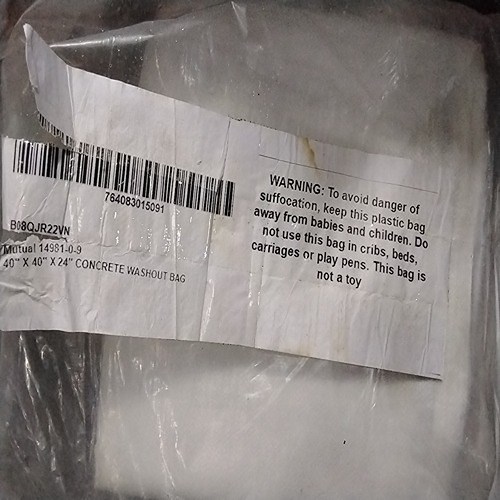 764083015091
B08QJR22VN
Mutual 14981-0-9
40" X 40" X 24" CONCRETE WASHOUT BAG
WARNING: To avoid danger of
suffocation, keep this plastic bag
away from babies and children. Do
not use this bag in cribs, beds,
carriages or play pens. This bag is
not a toy